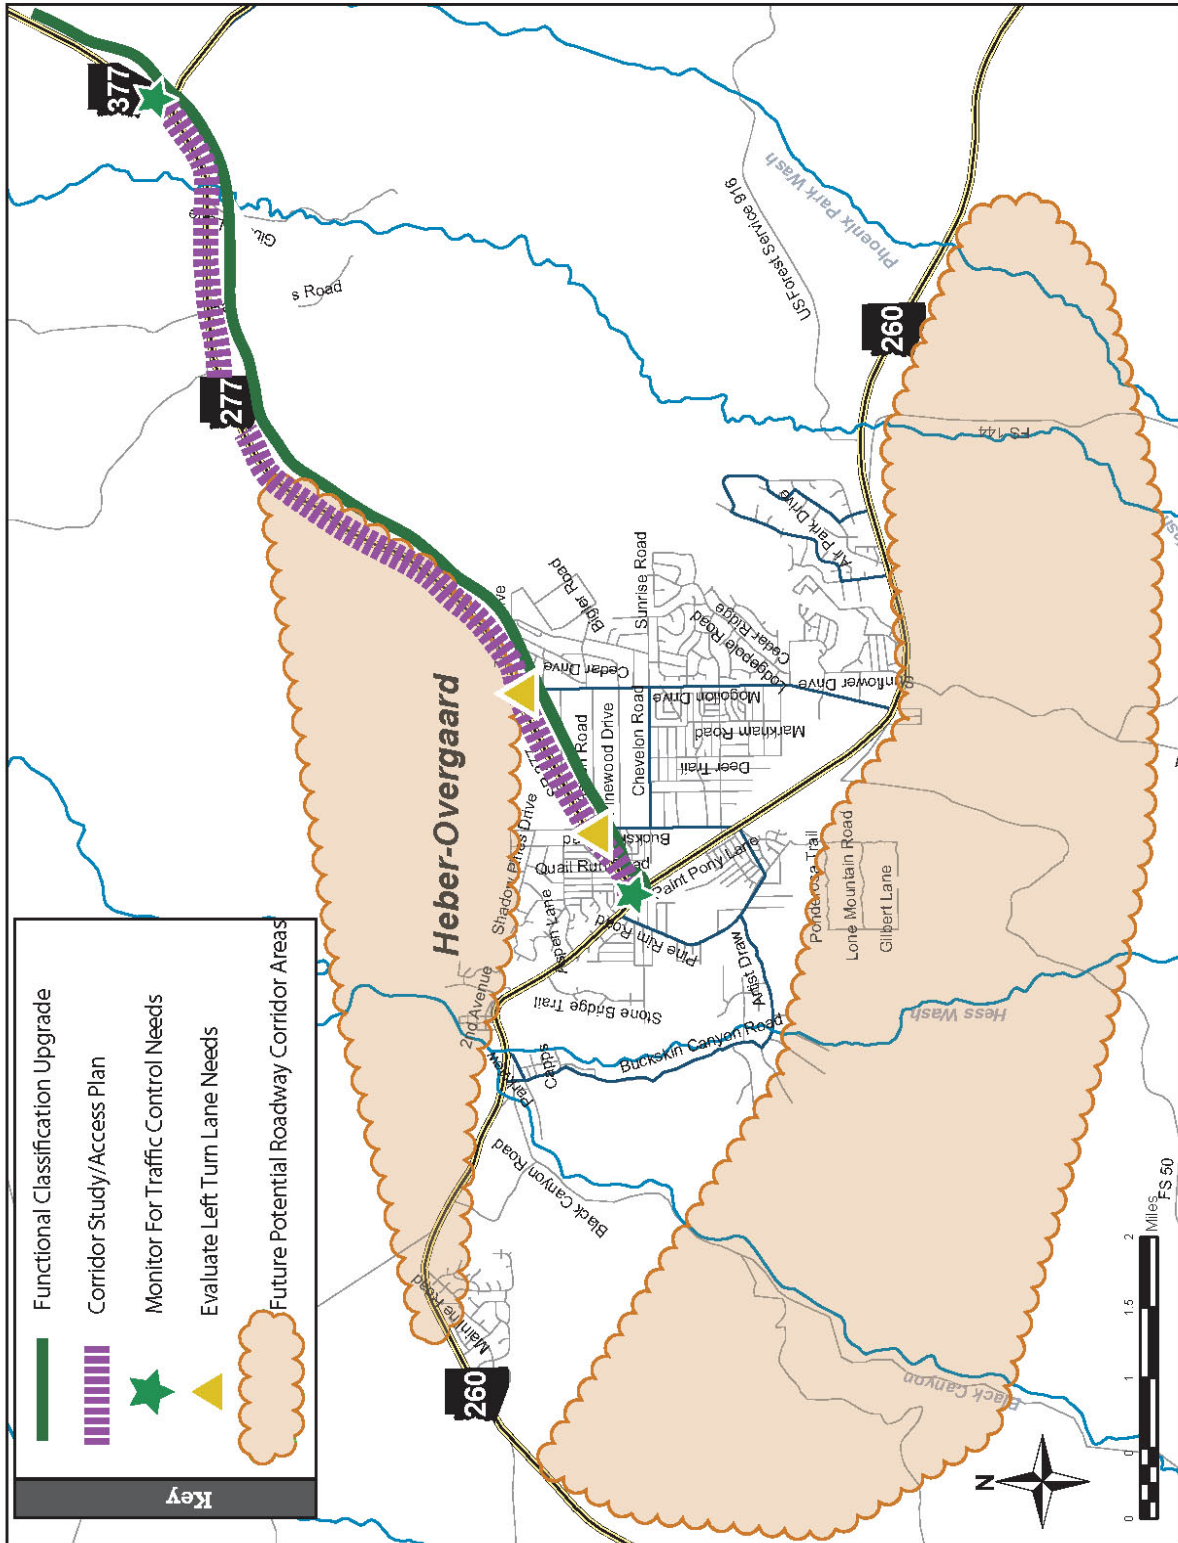 Key
Functional Classification Upgrade
Corridor Study/Access Plan
Monitor For Traffic Control Needs
Evaluate Left Turn Lane Needs
Future Potential Roadway Corridor Areas
Heber-Overgaard
377
277
260
260
s Road
US Forest Service 916
Phoenix Park Wash
FS 144
Air Park Drive
Bigler Road
Sunrise Road
Cedar Ridge
Lodgepole Road
Cedar Drive
Mogollon Drive
Sunflower Drive
Markham Road
Deer Trail
Chevelon Road
inewood Drive
SR 277
Shadow Pines Drive
Quail Run
Paint Pony Lane
Aspen Lane
Pine Rim Road
Artist Draw
Stone Bridge Trail
2nd Avenue
Parkview
Capps
Buckskin Canyon Road
Black Canyon Road
Mainline Road
Ponderosa Trail
Lone Mountain Road
Gilbert Lane
Hess Wash
Black Canyon
FS 50
N
0
1
1.5
2
Miles